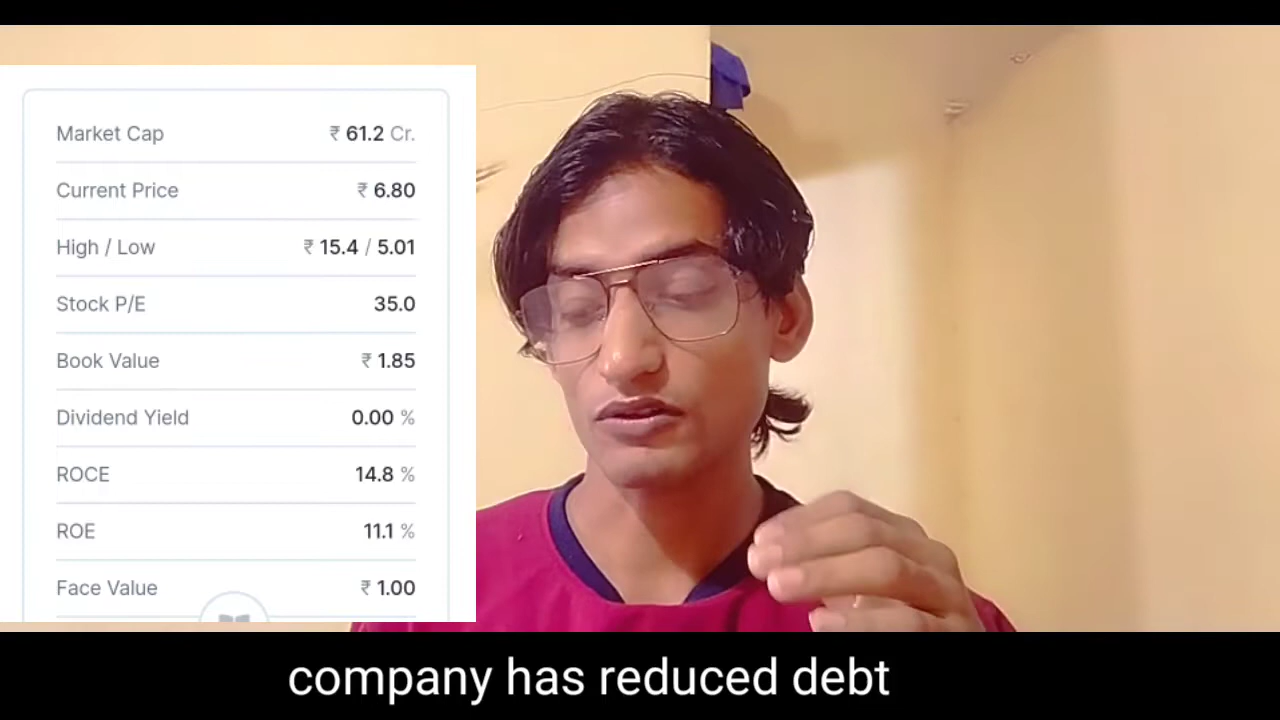 Market Cap ₹ 61.2 Cr.
Current Price ₹ 6.80
High / Low ₹ 15.4 / 5.01
Stock P/E 35.0
Book Value ₹ 1.85
Dividend Yield 0.00 %
ROCE 14.8 %
ROE 11.1 %
Face Value ₹ 1.00
company has reduced debt